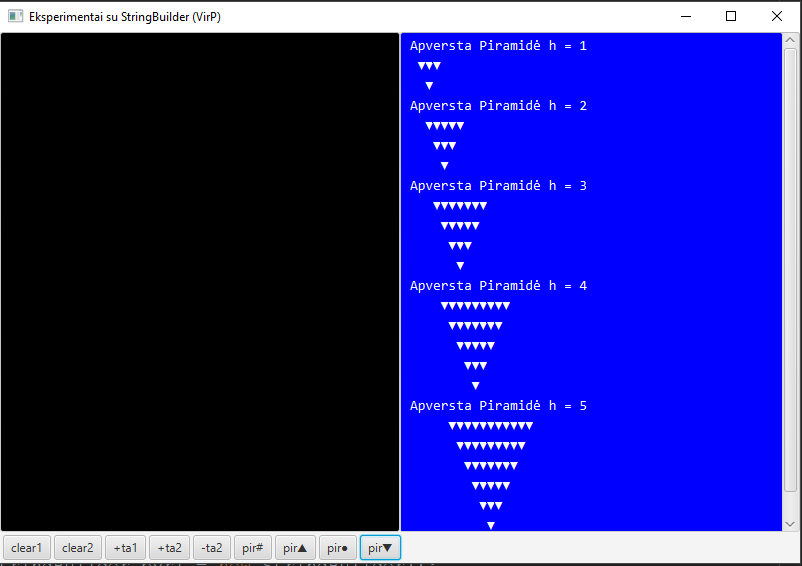 Eksperimentai su StringBuilder (VirP)
Apversta Piramidė h = 1
▼▼▼
▼
Apversta Piramidė h = 2
▼▼▼▼▼
▼▼▼
▼
Apversta Piramidė h = 3
▼▼▼▼▼▼▼
▼▼▼▼▼
▼▼▼
▼
Apversta Piramidė h = 4
▼▼▼▼▼▼▼▼▼
▼▼▼▼▼▼▼
▼▼▼▼▼
▼▼▼
▼
Apversta Piramidė h = 5
▼▼▼▼▼▼▼▼▼▼▼
▼▼▼▼▼▼▼▼▼
▼▼▼▼▼▼▼
▼▼▼▼▼
▼▼▼
▼
clear1 clear2 +ta1 +ta2 -ta2 pir# pir▲ pir● pir▼